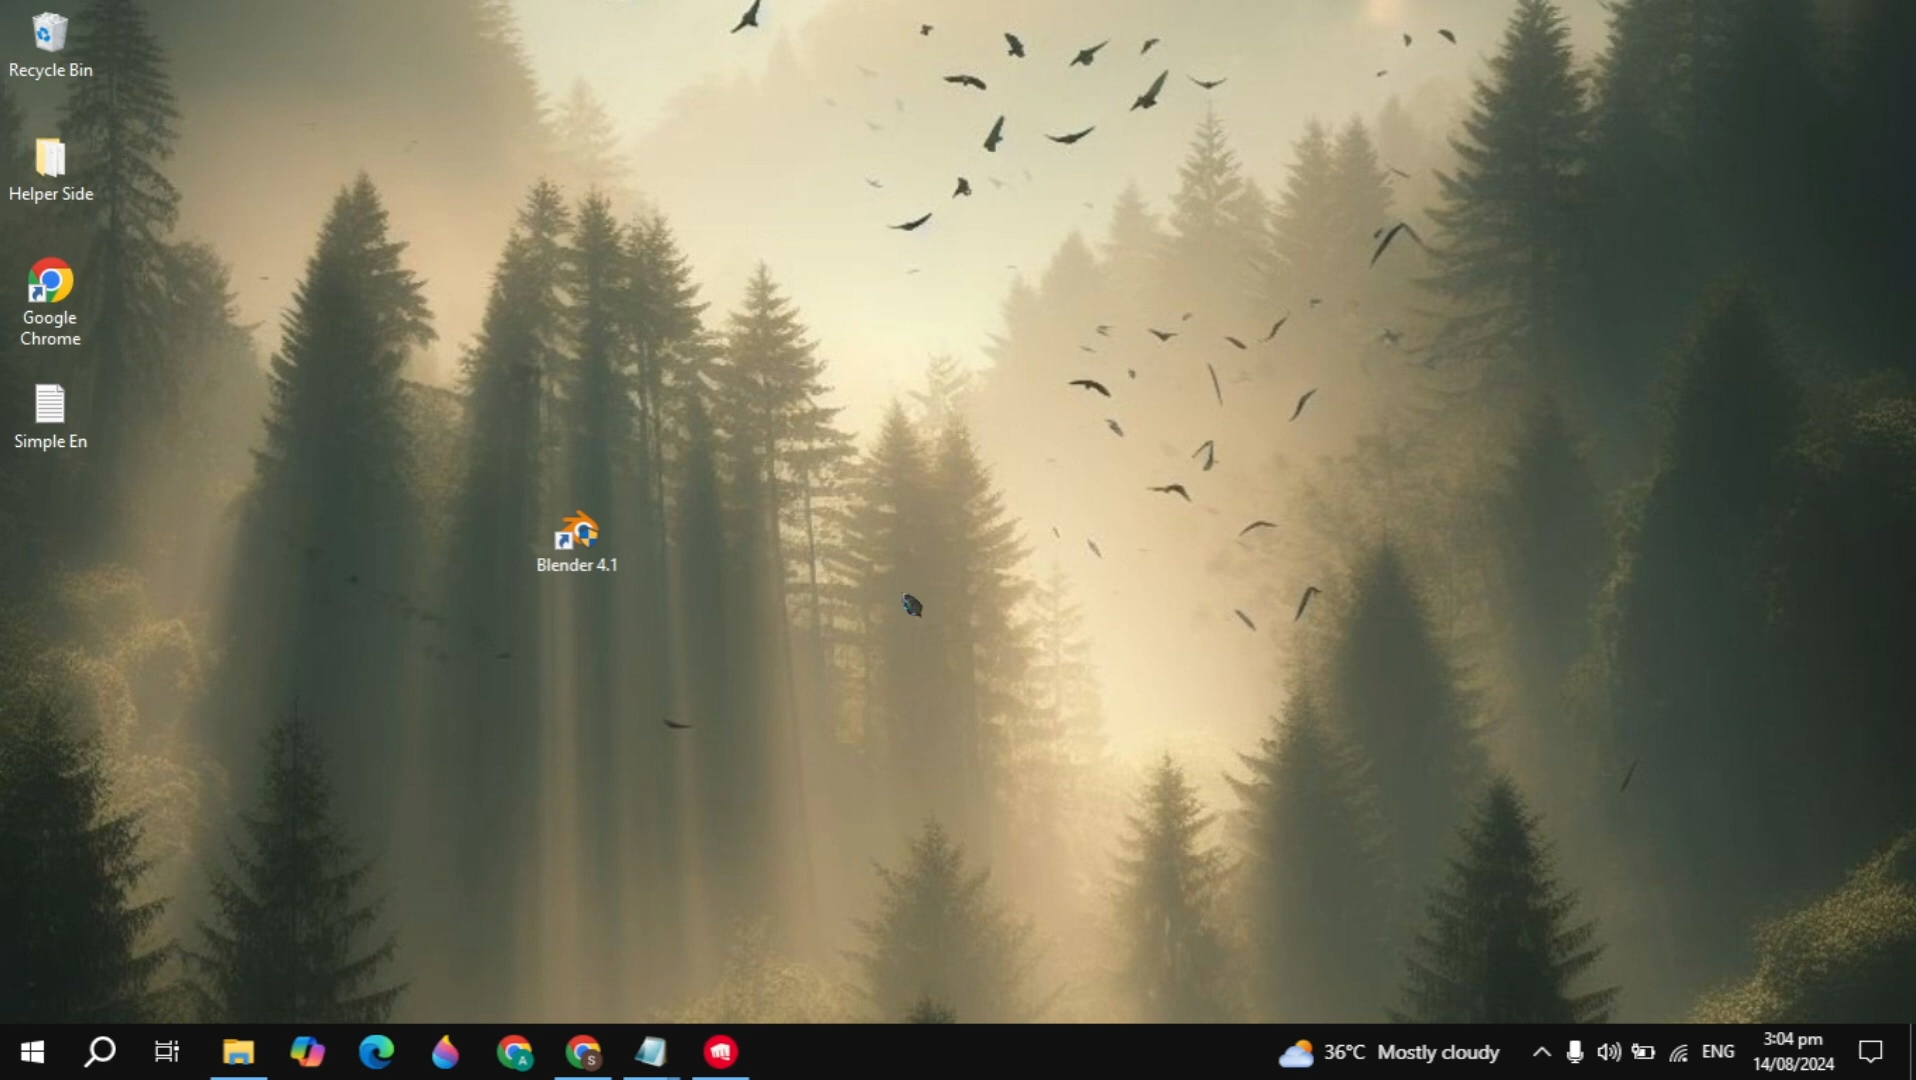 Recycle Bin
Helper Side
Google
Chrome
Simple En
Blender 4.1
A
S
36°C Mostly cloudy
ENG
3:04 pm
14/08/2024